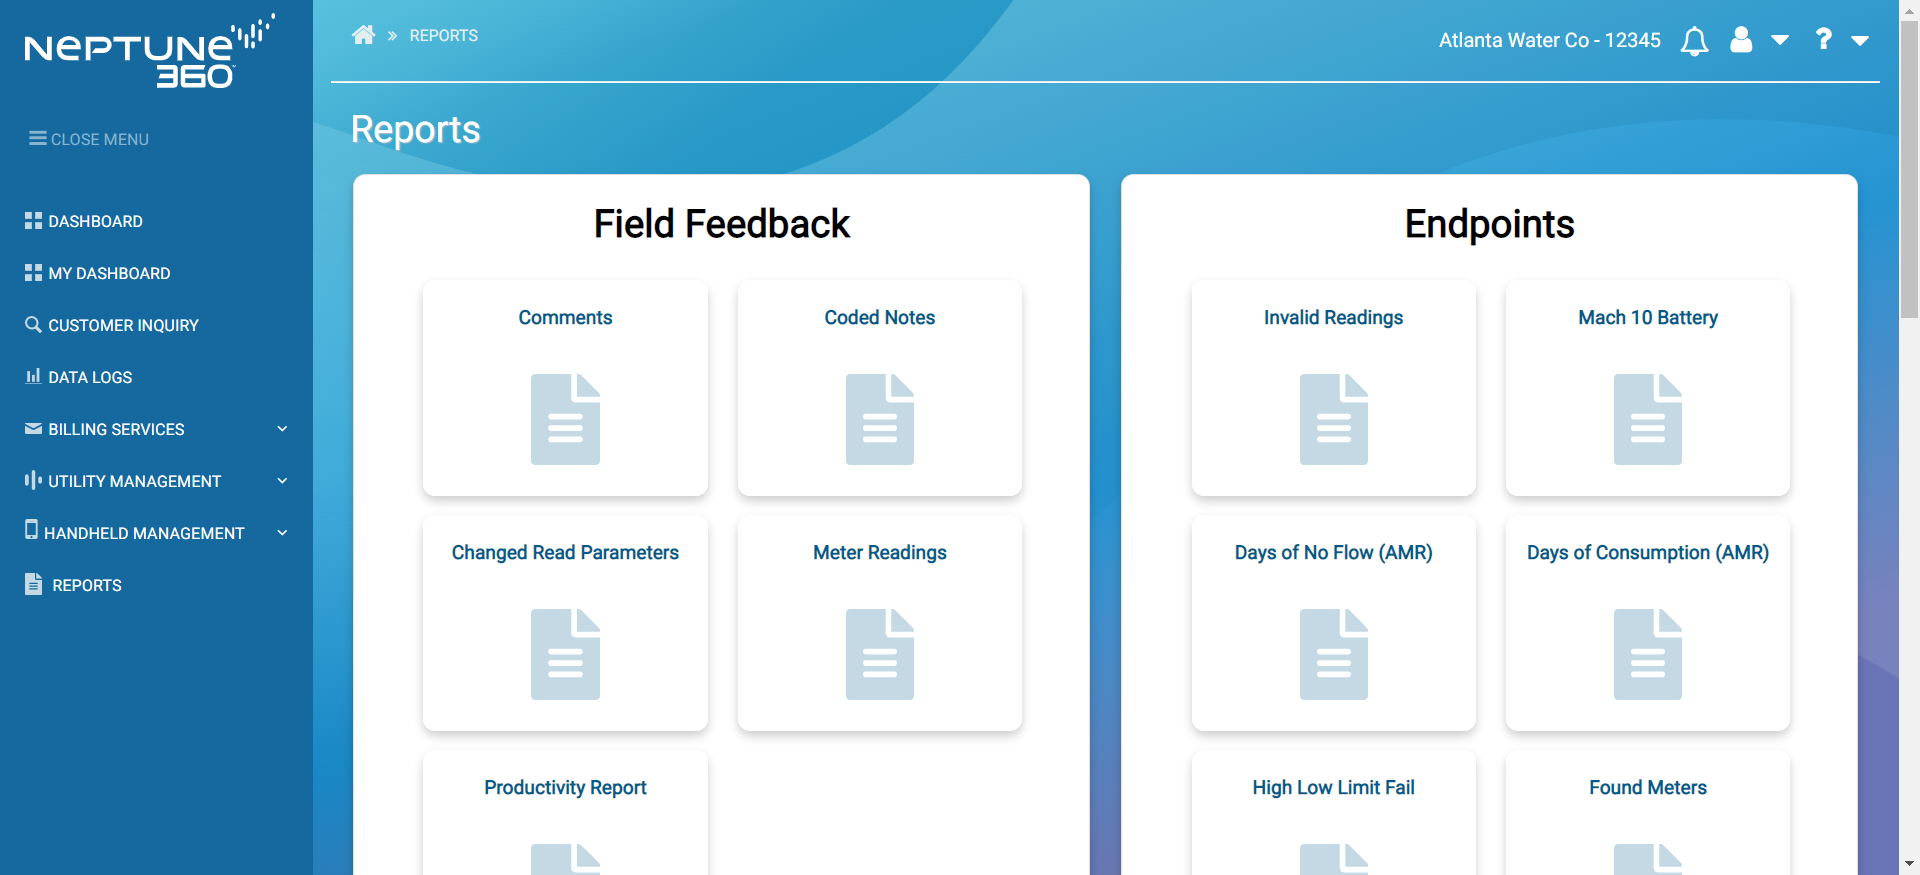 NEPTUNE
360™
CLOSE MENU
DASHBOARD
MY DASHBOARD
CUSTOMER INQUIRY
DATA LOGS
BILLING SERVICES
UTILITY MANAGEMENT
HANDHELD MANAGEMENT
REPORTS
» REPORTS
Atlanta Water Co - 12345
?
Reports
Field Feedback
Comments
Coded Notes
Changed Read Parameters
Meter Readings
Productivity Report
Endpoints
Invalid Readings
Mach 10 Battery
Days of No Flow (AMR)
Days of Consumption (AMR)
High Low Limit Fail
Found Meters